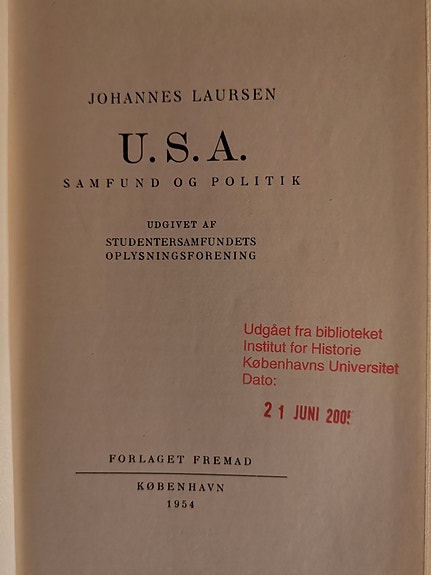 JOHANNES LAURSEN
U.S.A.
SAMFUND OG POLITIK
UDGIVET AF
STUDENTERSAMFUNDETS
OPLYSNINGSFORENING
Udgået fra biblioteket
Institut for Historie
Københavns Universitet
Dato:
21 JUNI 2005
FORLAGET FREMAD
KØBENHAVN
1954